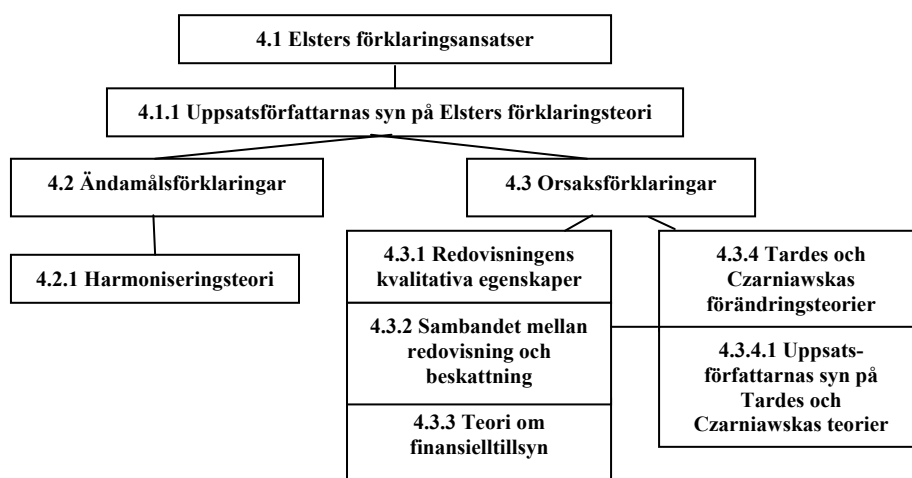 4.1 Elsters förklaringsansatser
4.1.1 Uppsatsförfattarnas syn på Elsters förklaringsteori
4.2 Ändamålsförklaringar
4.3 Orsaksförklaringar
4.2.1 Harmoniseringsteori
4.3.1 Redovisningens
kvalitativa egenskaper
4.3.2 Sambandet mellan
redovisning och
beskattning
4.3.3 Teori om
finansielltillsyn
4.3.4 Tardes och
Czarniawskas
förändringsteorier
4.3.4.1 Uppsats-
författarnas syn på
Tardes och
Czarniawskas teorier